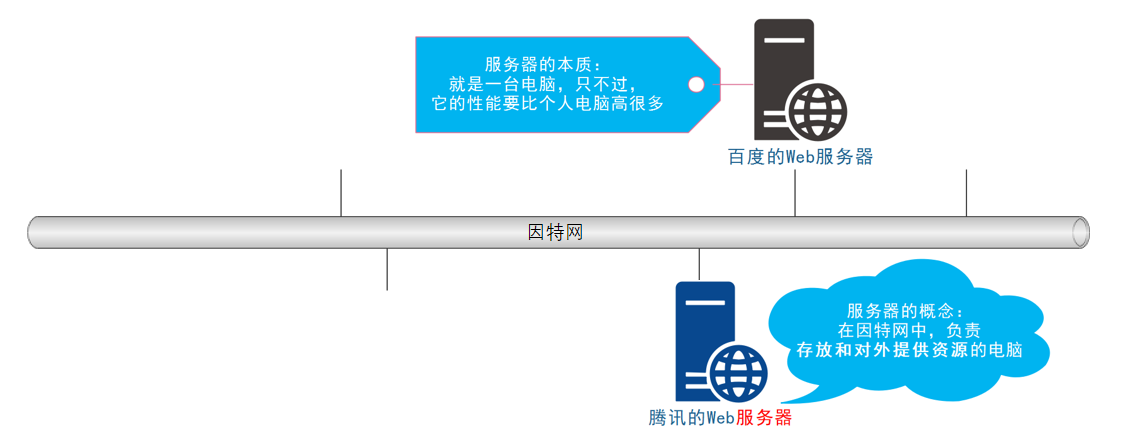 服务器的本质：
就是一台电脑，只不过，
它的性能要比个人电脑高很多
百度的Web服务器
因特网
服务器的概念：
在因特网中，负责
存放和对外提供资源的电脑
腾讯的Web服务器